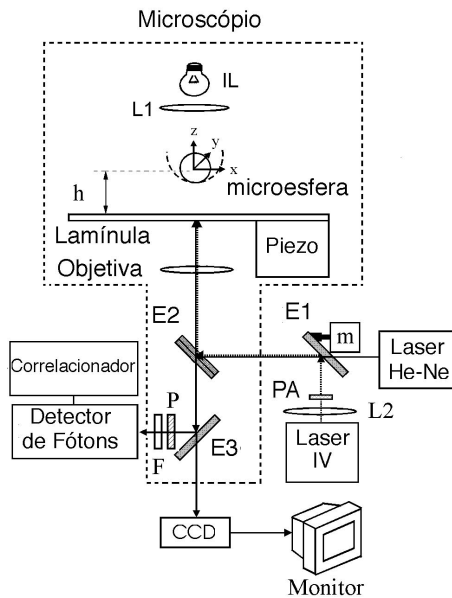 Microscópio
IL
L1
z
y
x
h
microesfera
Lamínula
Piezo
Objetiva
E1
E2
m
Laser
He-Ne
Correlacionador
PA
P
L2
Detector
de Fótons
Laser
IV
F
E3
CCD
Monitor